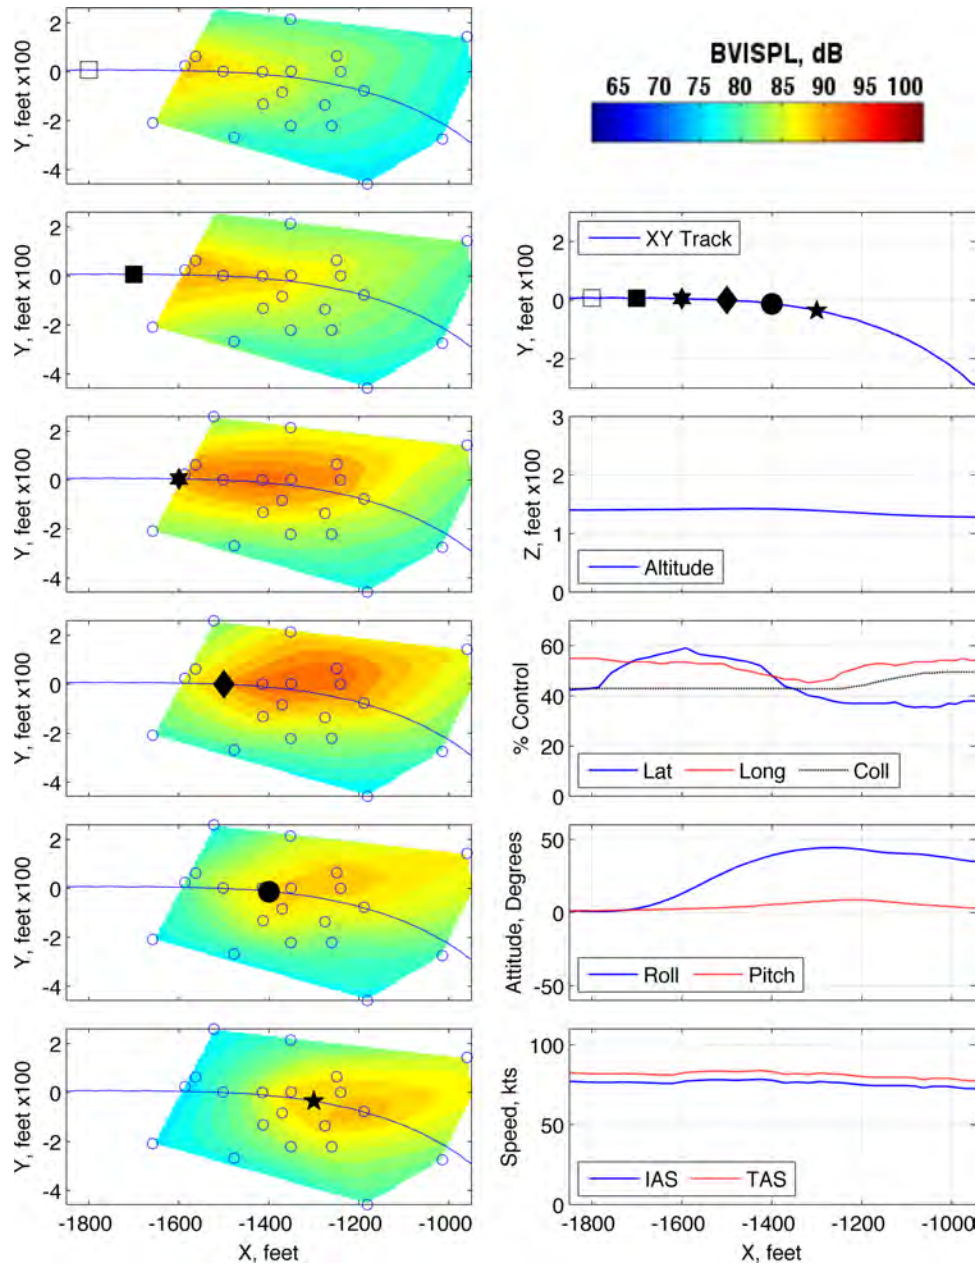 BVISPL, dB
65 70 75 80 85 90 95 100
Y, feet x100
2
0
-2
-4
Y, feet x100
2
0
-2
-4
XY Track
Y, feet x100
2
0
-2
Y, feet x100
2
0
-2
-4
Z, feet x100
3
2
1
0
Altitude
Y, feet x100
2
0
-2
-4
% Control
60
40
20
0
Lat Long Coll
Y, feet x100
2
0
-2
-4
Attitude, Degrees
50
0
-50
Roll Pitch
Y, feet x100
2
0
-2
-4
-1800 -1600 -1400 -1200 -1000
X, feet
Speed, kts
100
50
0
IAS TAS
-1800 -1600 -1400 -1200 -1000
X, feet